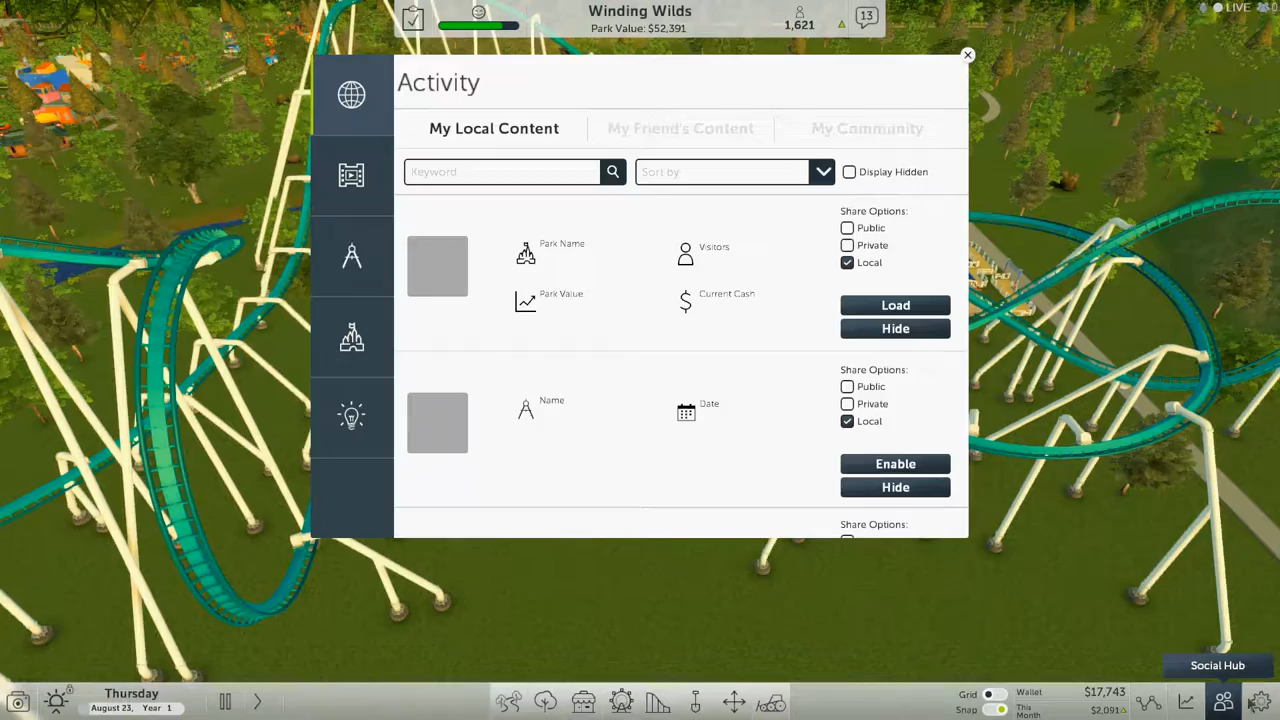 Winding Wilds
Park Value: $52,391
1,621
13
LIVE
Activity
My Local Content
My Friend's Content
My Community
Keyword
Sort by
Display Hidden
Share Options:
Park Name
Visitors
Public
Private
Local
Park Value
Current Cash
Load
Hide
Share Options:
Public
Name
Date
Private
Local
Enable
Hide
Share Options:
Social Hub
Thursday
August 23, Year 1
Grid
Snap
Wallet
$17,743
This Month
$2,091